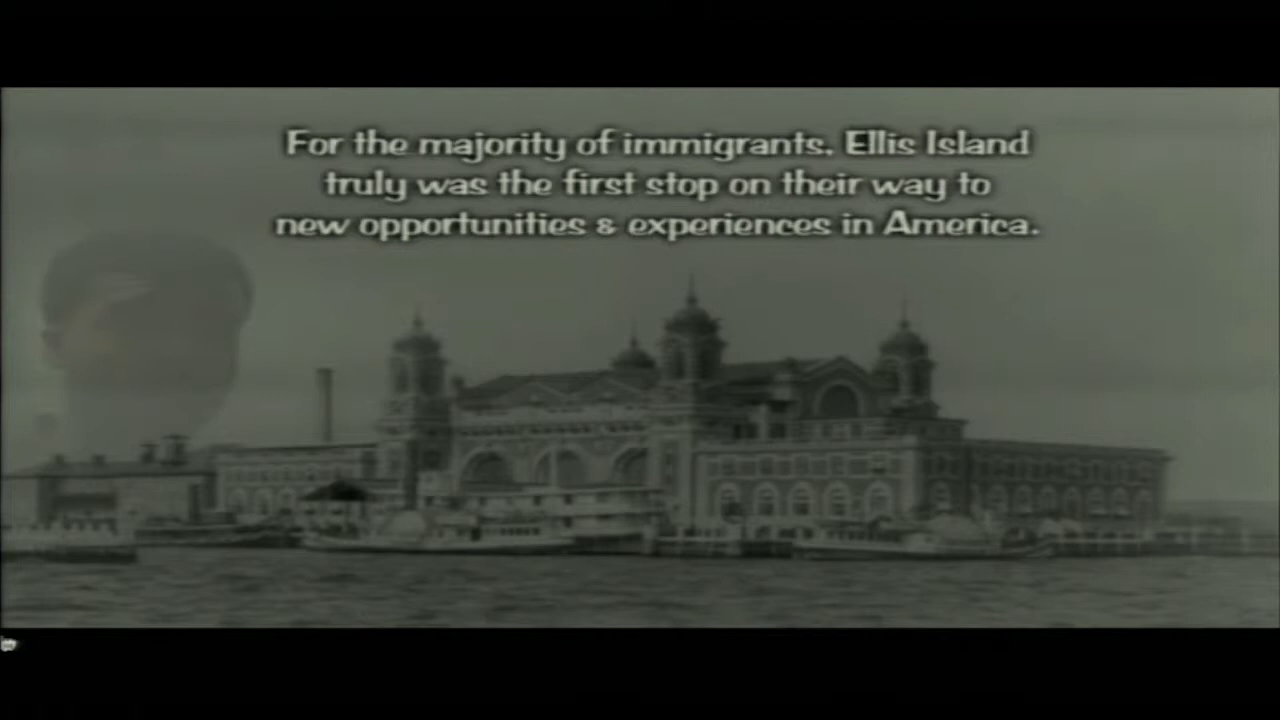 For the majority of immigrants, Ellis Island
truly was the first stop on their way to
new opportunities & experiences in America.